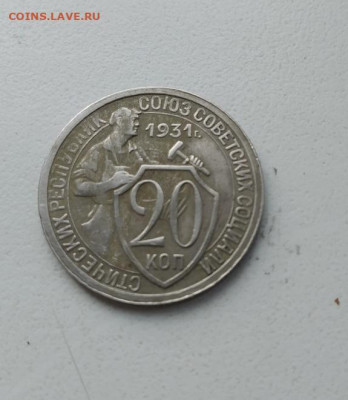 COINS.LAVE.RU
СОЮЗ СОВЕТСКИХ СОЦИАЛИ
СТИЧЕСКИХ РЕСПУБЛИК
1931г.
20
КОП